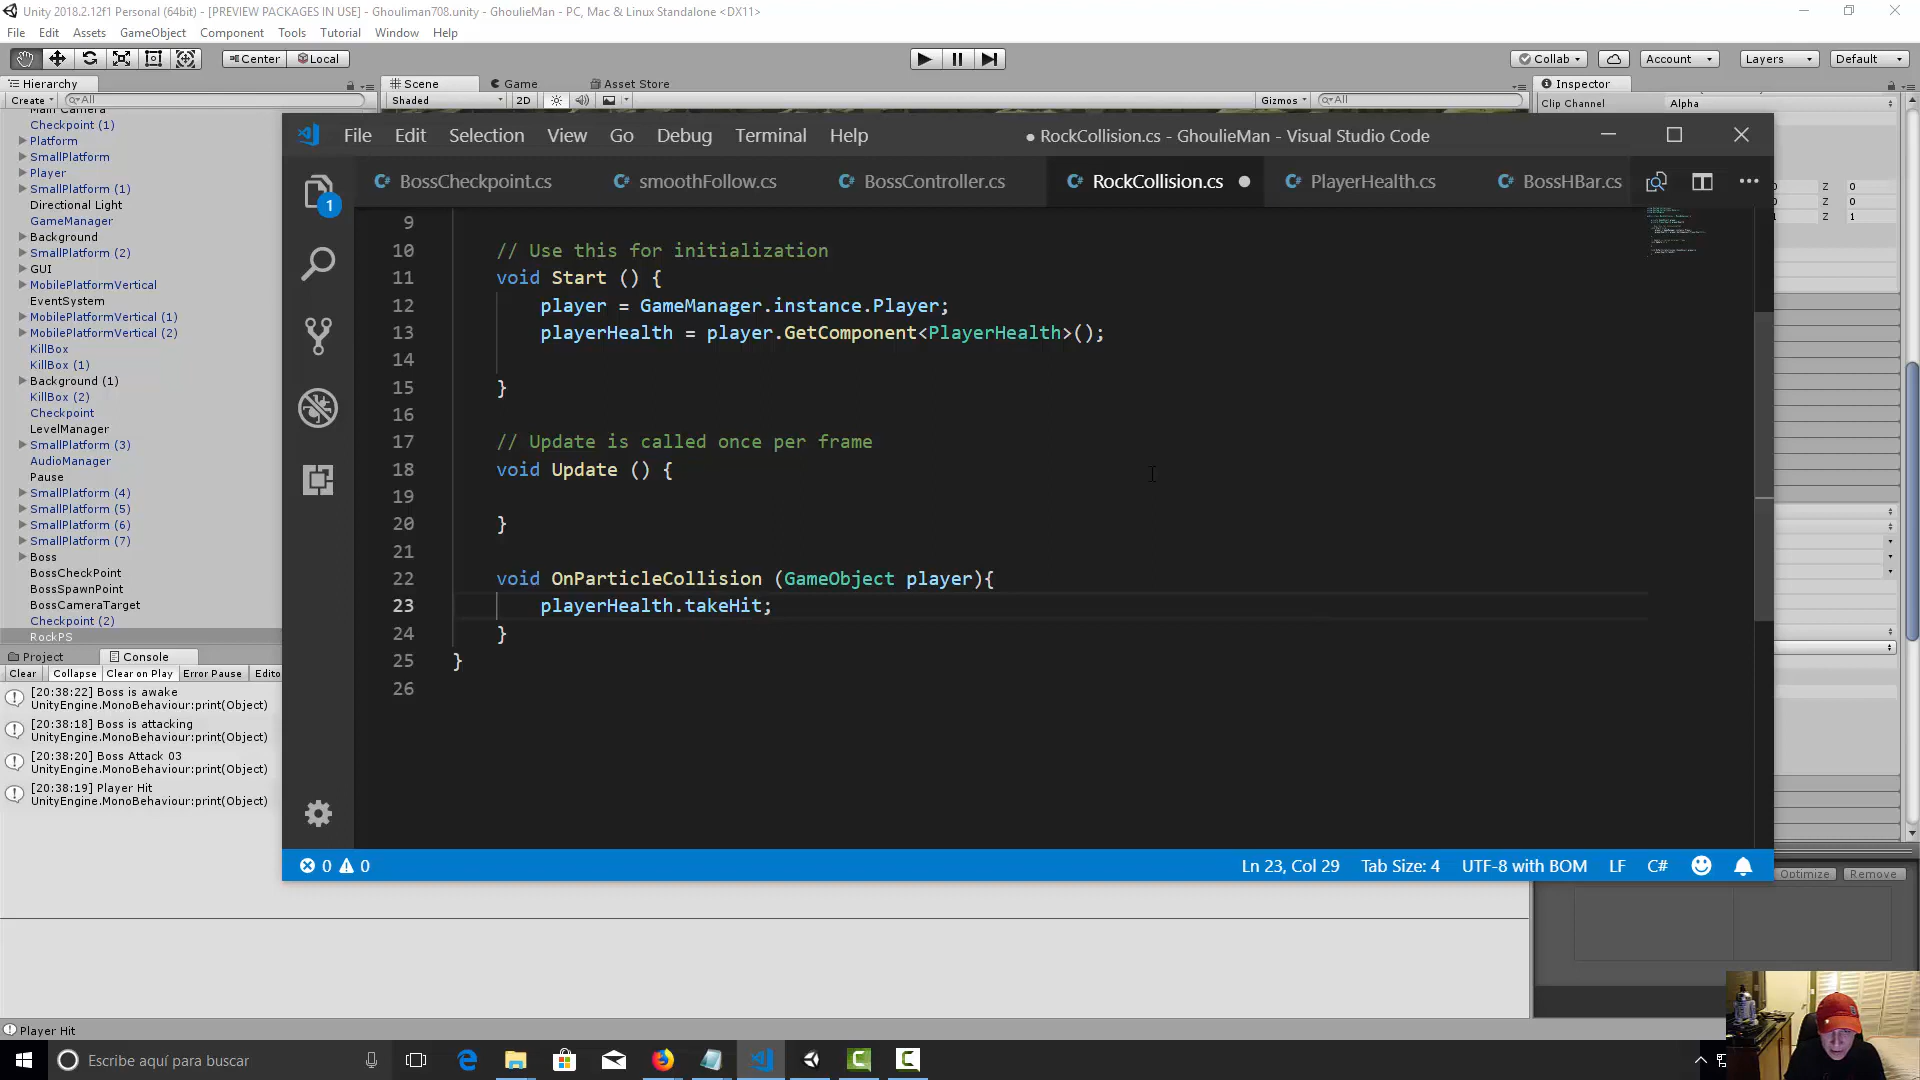 Unity 2018.2.12f1 Personal (64bit) - [PREVIEW PACKAGES IN USE] - Ghouliman708.unity - GhoulieMan - PC, Mac & Linux Standalone <DX11>
File Edit Assets GameObject Component Tools Tutorial Window Help
Center Local Collab Account Layers Default
Hierarchy Scene Game Asset Store Inspector
Create All Shaded 2D Gizmos All Clip Channel Alpha
Main Camera
Checkpoint (1)
Platform
SmallPlatform
Player
SmallPlatform (1)
Directional Light
GameManager
Background
SmallPlatform (2)
GUI
MobilePlatformVertical
EventSystem
MobilePlatformVertical (1)
MobilePlatformVertical (2)
KillBox
KillBox (1)
Background (1)
KillBox (2)
Checkpoint
LevelManager
SmallPlatform (3)
AudioManager
Pause
SmallPlatform (4)
SmallPlatform (5)
SmallPlatform (6)
SmallPlatform (7)
Boss
BossCheckPoint
BossSpawnPoint
BossCameraTarget
Checkpoint (2)
RockPS
Project Console
Clear Collapse Clear on Play Error Pause Edito
[20:38:22] Boss is awake
UnityEngine.MonoBehaviour:print(Object)
[20:38:18] Boss is attacking
UnityEngine.MonoBehaviour:print(Object)
[20:38:20] Boss Attack 03
UnityEngine.MonoBehaviour:print(Object)
[20:38:19] Player Hit
UnityEngine.MonoBehaviour:print(Object)
File Edit Selection View Go Debug Terminal Help ● RockCollision.cs - GhoulieMan - Visual Studio Code
BossCheckpoint.cs smoothFollow.cs BossController.cs RockCollision.cs PlayerHealth.cs BossHBar.cs
1
9
10 // Use this for initialization
11 void Start () {
12 player = GameManager.instance.Player;
13 playerHealth = player.GetComponent<PlayerHealth>();
14
15 }
16
17 // Update is called once per frame
18 void Update () {
19
20 }
21
22 void OnParticleCollision (GameObject player){
23 playerHealth.takeHit;
24 }
25 }
26
0 0 Ln 23, Col 29 Tab Size: 4 UTF-8 with BOM LF C#
Z 0
Z 0
Z 1
Optimize Remove
Player Hit
Escribe aquí para buscar